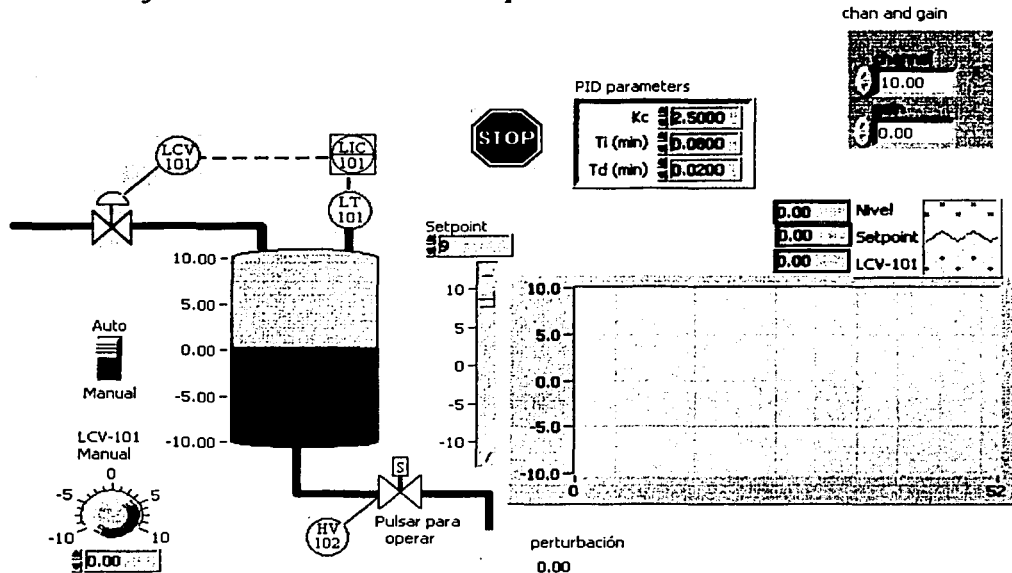 chan and gain
channel
10.00
0.00
PID parameters
Kc 2.5000
Ti (min) 0.0800
Td (min) 0.0200
STOP
LCV 101
LIC 101
LT 101
0.00 Nivel
0.00 Setpoint
0.00 LCV-101
Setpoint
9
10.00
5.00
0.00
-5.00
-10.00
10
5
0
-5
-10
10.0
5.0
0.0
-5.0
-10.0
0 52
Auto
Manual
LCV-101
Manual
0
-5 5
-10 10
0.00
S
HV 102
Pulsar para
operar
perturbación
0.00